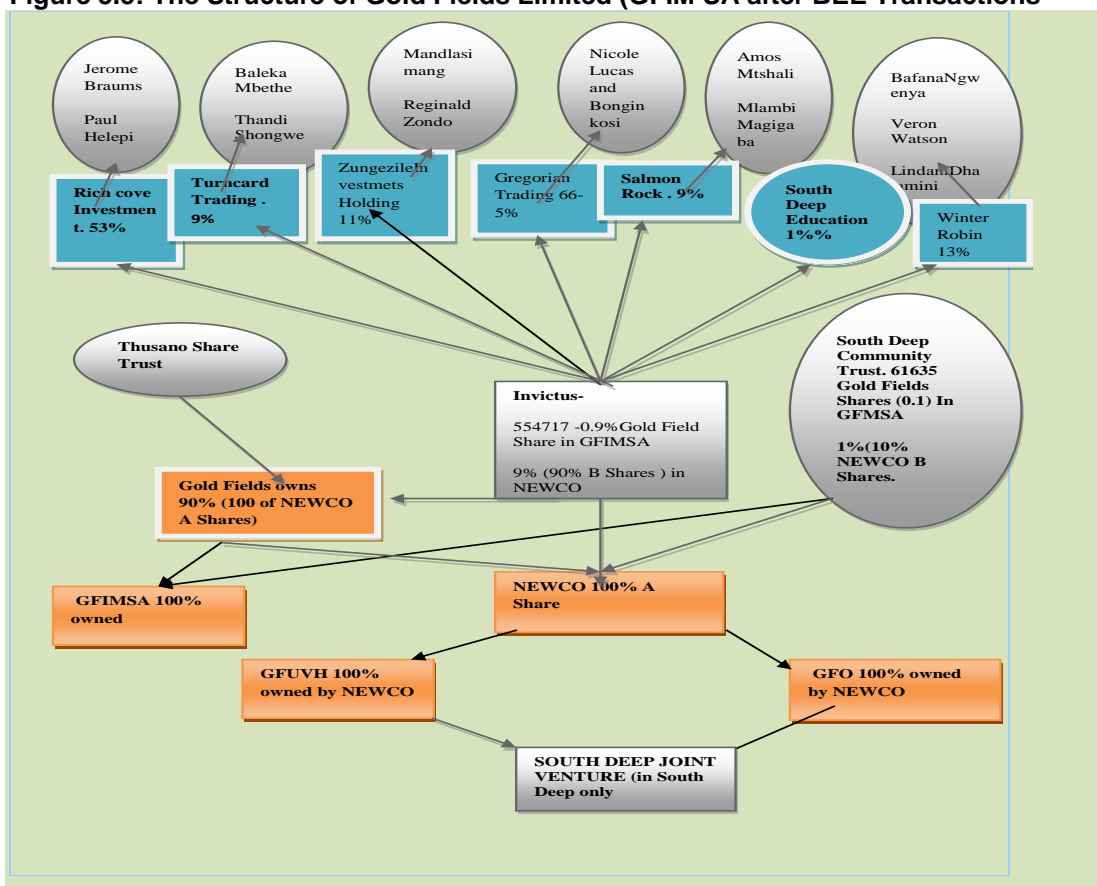 Figure 5.5: The Structure of Gold Fields Limited (GFIM-SA after BEE Transactions
Jerome
Braums
Paul
Helepi
Baleka
Mbethe
Thandi
Shongwe
Mandlasi
mang
Reginald
Zondo
Nicole
Lucas
and
Bongin
kosi
Amos
Mtshali
Mlambi
Magiga
ba
BafanaNgw
enya
Veron
Watson
LindamDha
mini
Rich cove
Investmen
t. 53%
Turncard
Trading .
9%
ZungezileIn
vestmets
Holding
11%
Gregorian
Trading 66-
5%
Salmon
Rock . 9%
South
Deep
Education
1%%
Winter
Robin
13%
Thusano Share
Trust
Invictus-
554717 -0.9%Gold Field
Share in GFIMSA
9% (90% B Shares ) in
NEWCO
South Deep
Community
Trust. 61635
Gold Fields
Shares (0.1) In
GFMSA
1%(10%
NEWCO B
Shares.
Gold Fields owns
90% (100 of NEWCO
A Shares)
GFIMSA 100%
owned
NEWCO 100% A
Share
GFUVH 100%
owned by NEWCO
GFO 100% owned
by NEWCO
SOUTH DEEP JOINT
VENTURE (in South
Deep only